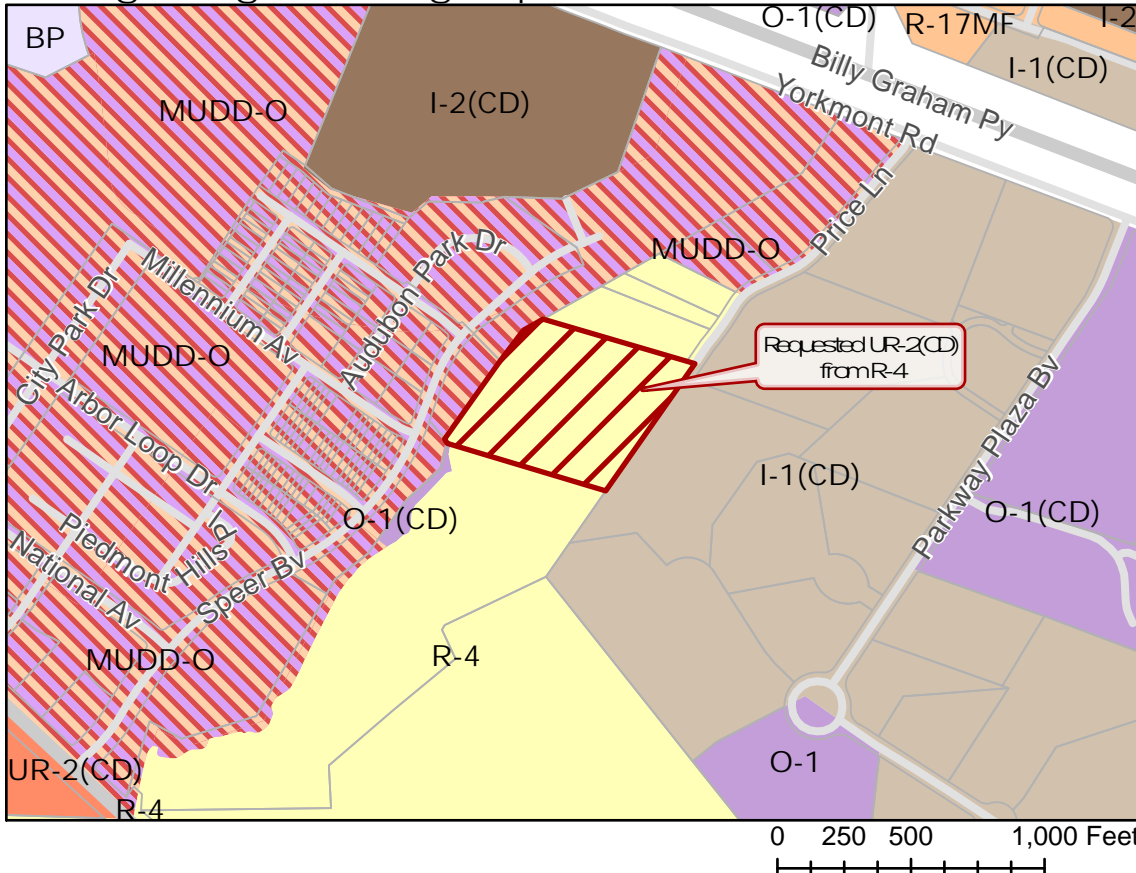 O-1(CD)
R-17MF
I-2
BP
I-1(CD)
Billy Graham Py
MUDD-O
I-2(CD)
Yorkmont Rd
Price Ln
MUDD-O
Audubon Park Dr
Millennium Av
City Park Dr
Requested UR-2(CD)
from R-4
MUDD-O
Arbor Loop Dr
Parkway Plaza Bv
I-1(CD)
O-1(CD)
O-1(CD)
Piedmont Hills Pl
National Av
Speer Bv
R-4
MUDD-O
O-1
UR-2(CD)
R-4
0 250 500 1,000 Feet